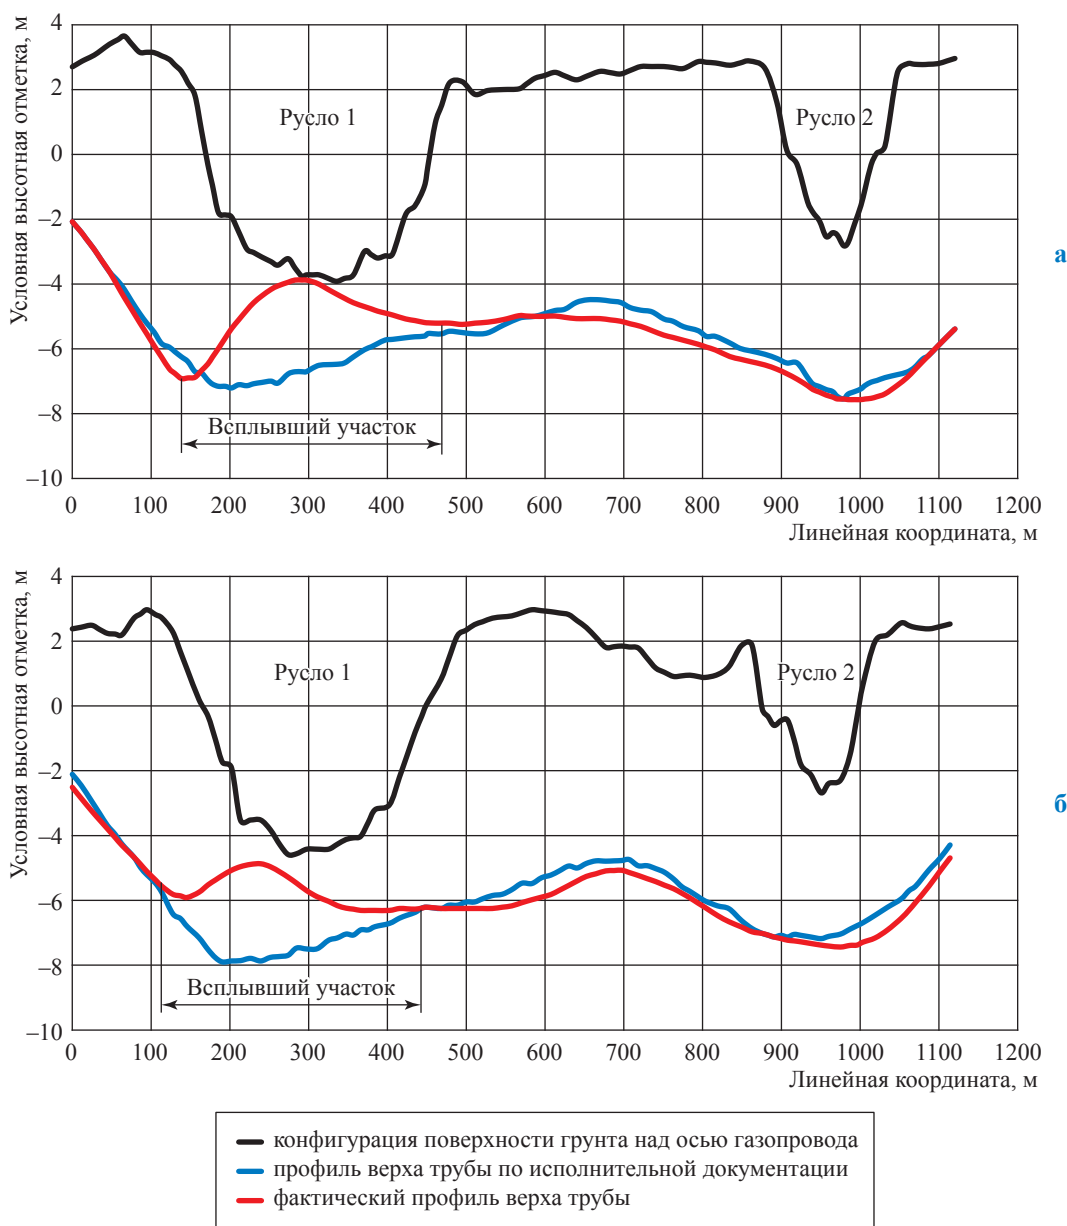 Условная высотная отметка, м
4
2
0
–2
–4
–6
–8
–10
Русло 1
Русло 2
Всплывший участок
а
0 100 200 300 400 500 600 700 800 900 1000 1100 1200
Линейная координата, м
Условная высотная отметка, м
4
2
0
–2
–4
–6
–8
–10
Русло 1
Русло 2
Всплывший участок
б
0 100 200 300 400 500 600 700 800 900 1000 1100 1200
Линейная координата, м
конфигурация поверхности грунта над осью газопровода
профиль верха трубы по исполнительной документации
фактический профиль верха трубы